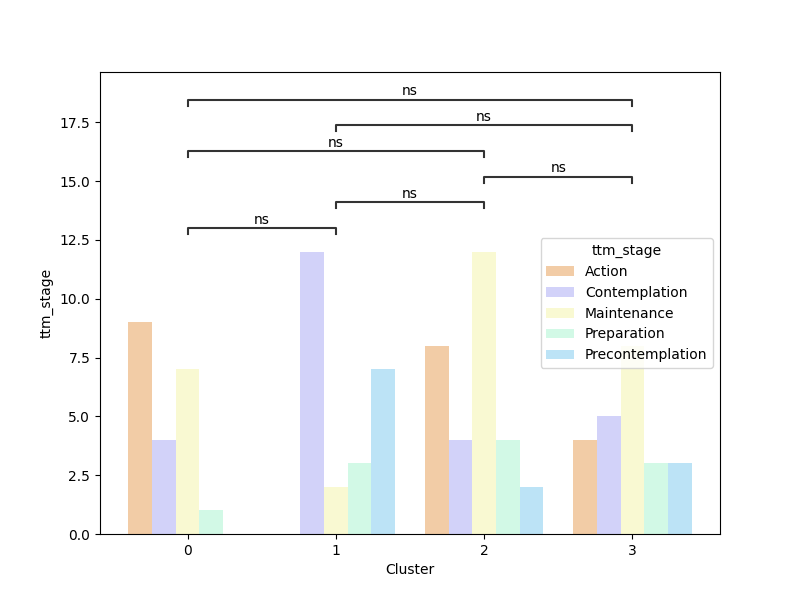 ns
ns
ns
ns
ns
ns
17.5
15.0
12.5
10.0
7.5
5.0
2.5
0.0
ttm_stage
ttm_stage
Action
Contemplation
Maintenance
Preparation
Precontemplation
0 1 2 3
Cluster